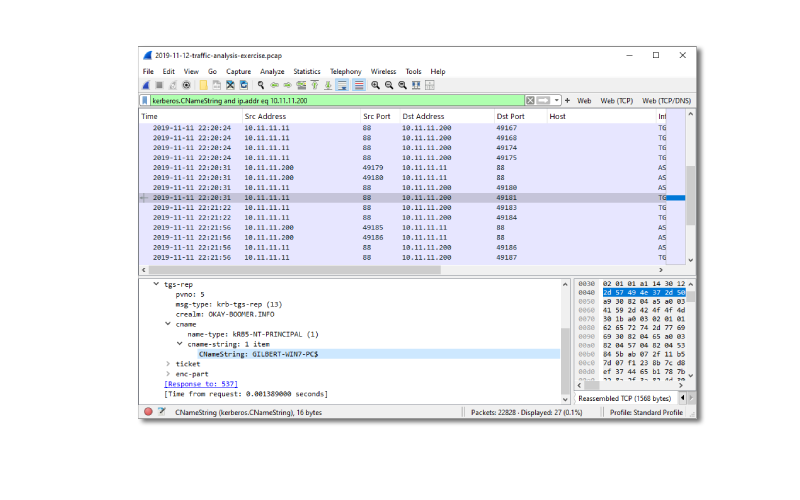 2019-11-12-traffic-analysis-exercise.pcap
File Edit View Go Capture Analyze Statistics Telephony Wireless Tools Help
kerberos.CNameString and ip.addr eq 10.11.11.200 + Web Web (TCP) Web (TCP/DNS)
Time Src Address Src Port Dst Address Dst Port Host Inf
2019-11-11 22:20:24 10.11.11.11 88 10.11.11.200 49167 TG
2019-11-11 22:20:24 10.11.11.11 88 10.11.11.200 49168 TG
2019-11-11 22:20:24 10.11.11.11 88 10.11.11.200 49174 TG
2019-11-11 22:20:24 10.11.11.11 88 10.11.11.200 49175 TG
2019-11-11 22:20:31 10.11.11.200 49179 10.11.11.11 88 AS
2019-11-11 22:20:31 10.11.11.200 49180 10.11.11.11 88 AS
2019-11-11 22:20:31 10.11.11.11 88 10.11.11.200 49180 AS
2019-11-11 22:20:31 10.11.11.11 88 10.11.11.200 49181 TG
2019-11-11 22:21:22 10.11.11.11 88 10.11.11.200 49183 TG
2019-11-11 22:21:22 10.11.11.11 88 10.11.11.200 49184 TG
2019-11-11 22:21:56 10.11.11.200 49185 10.11.11.11 88 AS
2019-11-11 22:21:56 10.11.11.200 49186 10.11.11.11 88 AS
2019-11-11 22:21:56 10.11.11.11 88 10.11.11.200 49186 AS
2019-11-11 22:21:56 10.11.11.11 88 10.11.11.200 49187 TG
tgs-rep
pvno: 5
msg-type: krb-tgs-rep (13)
crealm: OKAY-BOOMER.INFO
cname
name-type: kRB5-NT-PRINCIPAL (1)
cname-string: 1 item
CNameString: GILBERT-WIN7-PC$
ticket
enc-part
[Response to: 537]
[Time from request: 0.001389000 seconds]
0030 02 01 01 a1 14 30 12
0040 2d 57 49 4e 37 2d 50
0050 a9 30 82 04 a5 a0 03
0060 41 59 2d 42 4f 4f 4d
0070 30 1b a0 03 02 01 01
0080 62 65 72 74 2d 77 69
0090 69 30 82 04 65 a0 03
00a0 82 04 57 04 82 04 53
00b0 84 5b ab 07 2f 11 b5
00c0 7d 07 f1 23 8b 7c d8
00d0 ef 37 44 65 b1 78 7b
Reassembled TCP (1568 bytes)
CNameString (kerberos.CNameString), 16 bytes Packets: 22828 · Displayed: 27 (0.1%) Profile: Standard Profile